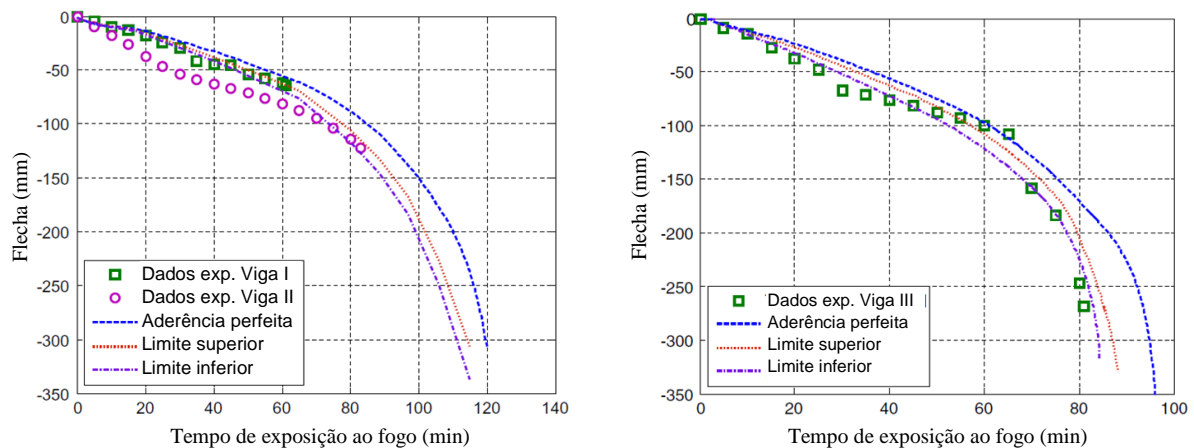 0
-50
-100
-150
-200
-250
-300
-350
Flecha (mm)
0 20 40 60 80 100 120 140
Tempo de exposição ao fogo (min)
Dados exp. Viga I
Dados exp. Viga II
Aderência perfeita
Limite superior
Limite inferior
0
-50
-100
-150
-200
-250
-300
-350
Flecha (mm)
0 20 40 60 80 100
Tempo de exposição ao fogo (min)
Dados exp. Viga III
Aderência perfeita
Limite superior
Limite inferior